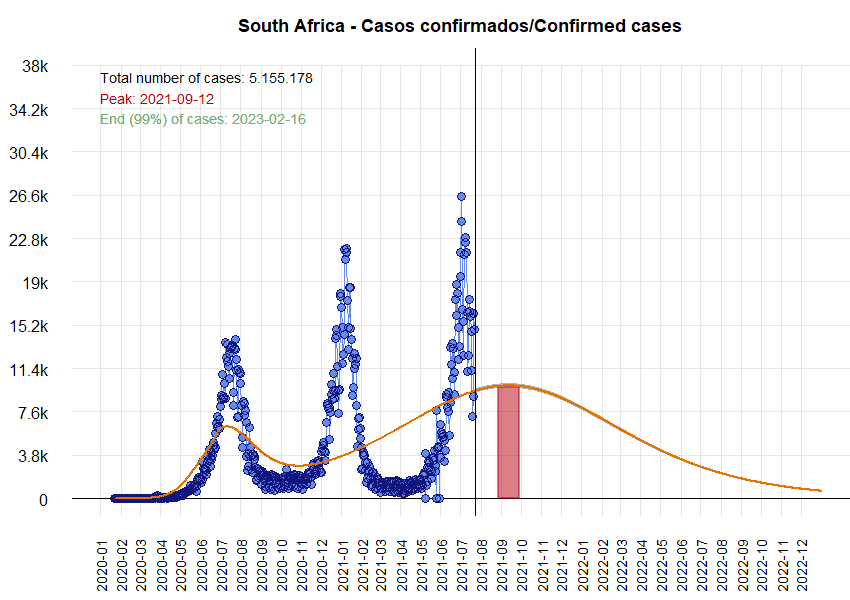 South Africa - Casos confirmados/Confirmed cases
38k
34.2k
30.4k
26.6k
22.8k
19k
15.2k
11.4k
7.6k
3.8k
0
Total number of cases: 5.155.178
Peak: 2021-09-12
End (99%) of cases: 2023-02-16
2020-01
2020-02
2020-03
2020-04
2020-05
2020-06
2020-07
2020-08
2020-09
2020-10
2020-11
2020-12
2021-01
2021-02
2021-03
2021-04
2021-05
2021-06
2021-07
2021-08
2021-09
2021-10
2021-11
2021-12
2022-01
2022-02
2022-03
2022-04
2022-05
2022-06
2022-07
2022-08
2022-09
2022-10
2022-11
2022-12